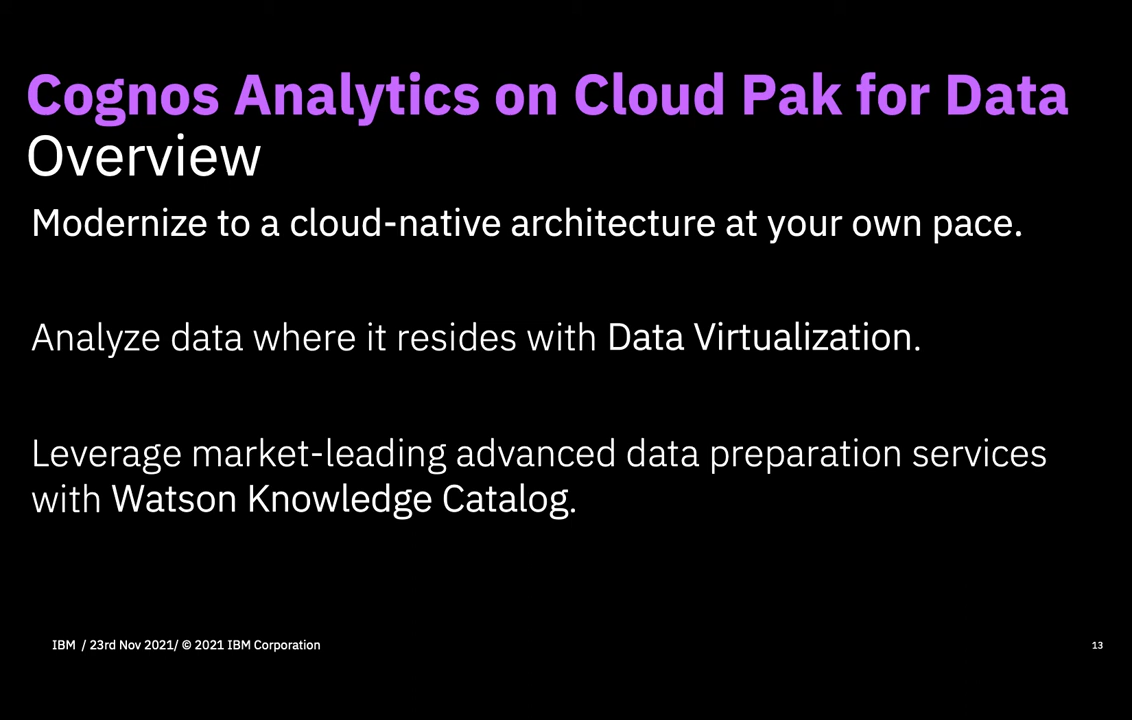 Cognos Analytics on Cloud Pak for Data
Overview
Modernize to a cloud-native architecture at your own pace.
Analyze data where it resides with Data Virtualization.
Leverage market-leading advanced data preparation services
with Watson Knowledge Catalog.
IBM / 23rd Nov 2021/ © 2021 IBM Corporation
13